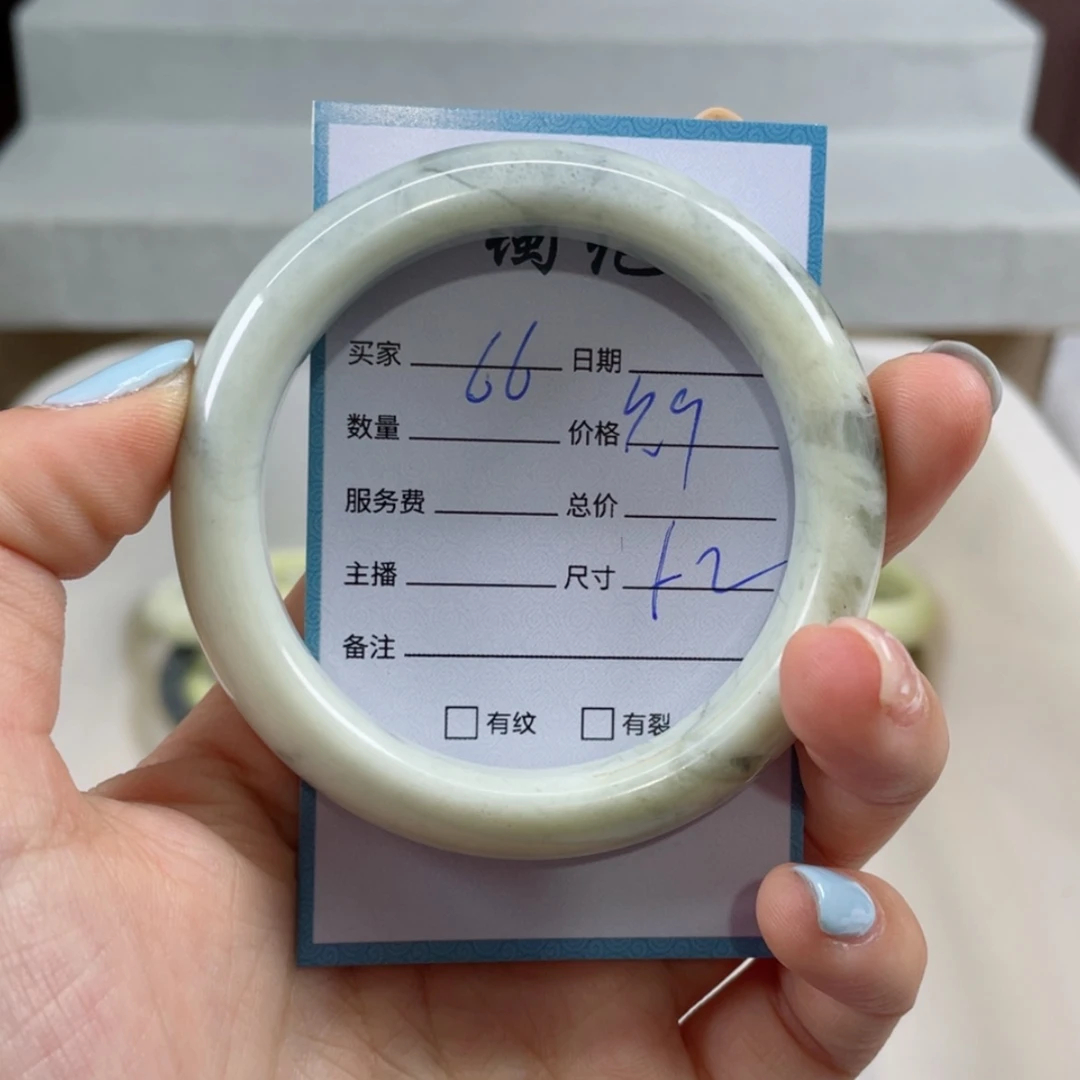 买家 66 日期
数量 价格
服务费 总价
主播 尺寸
备注
有纹 有裂